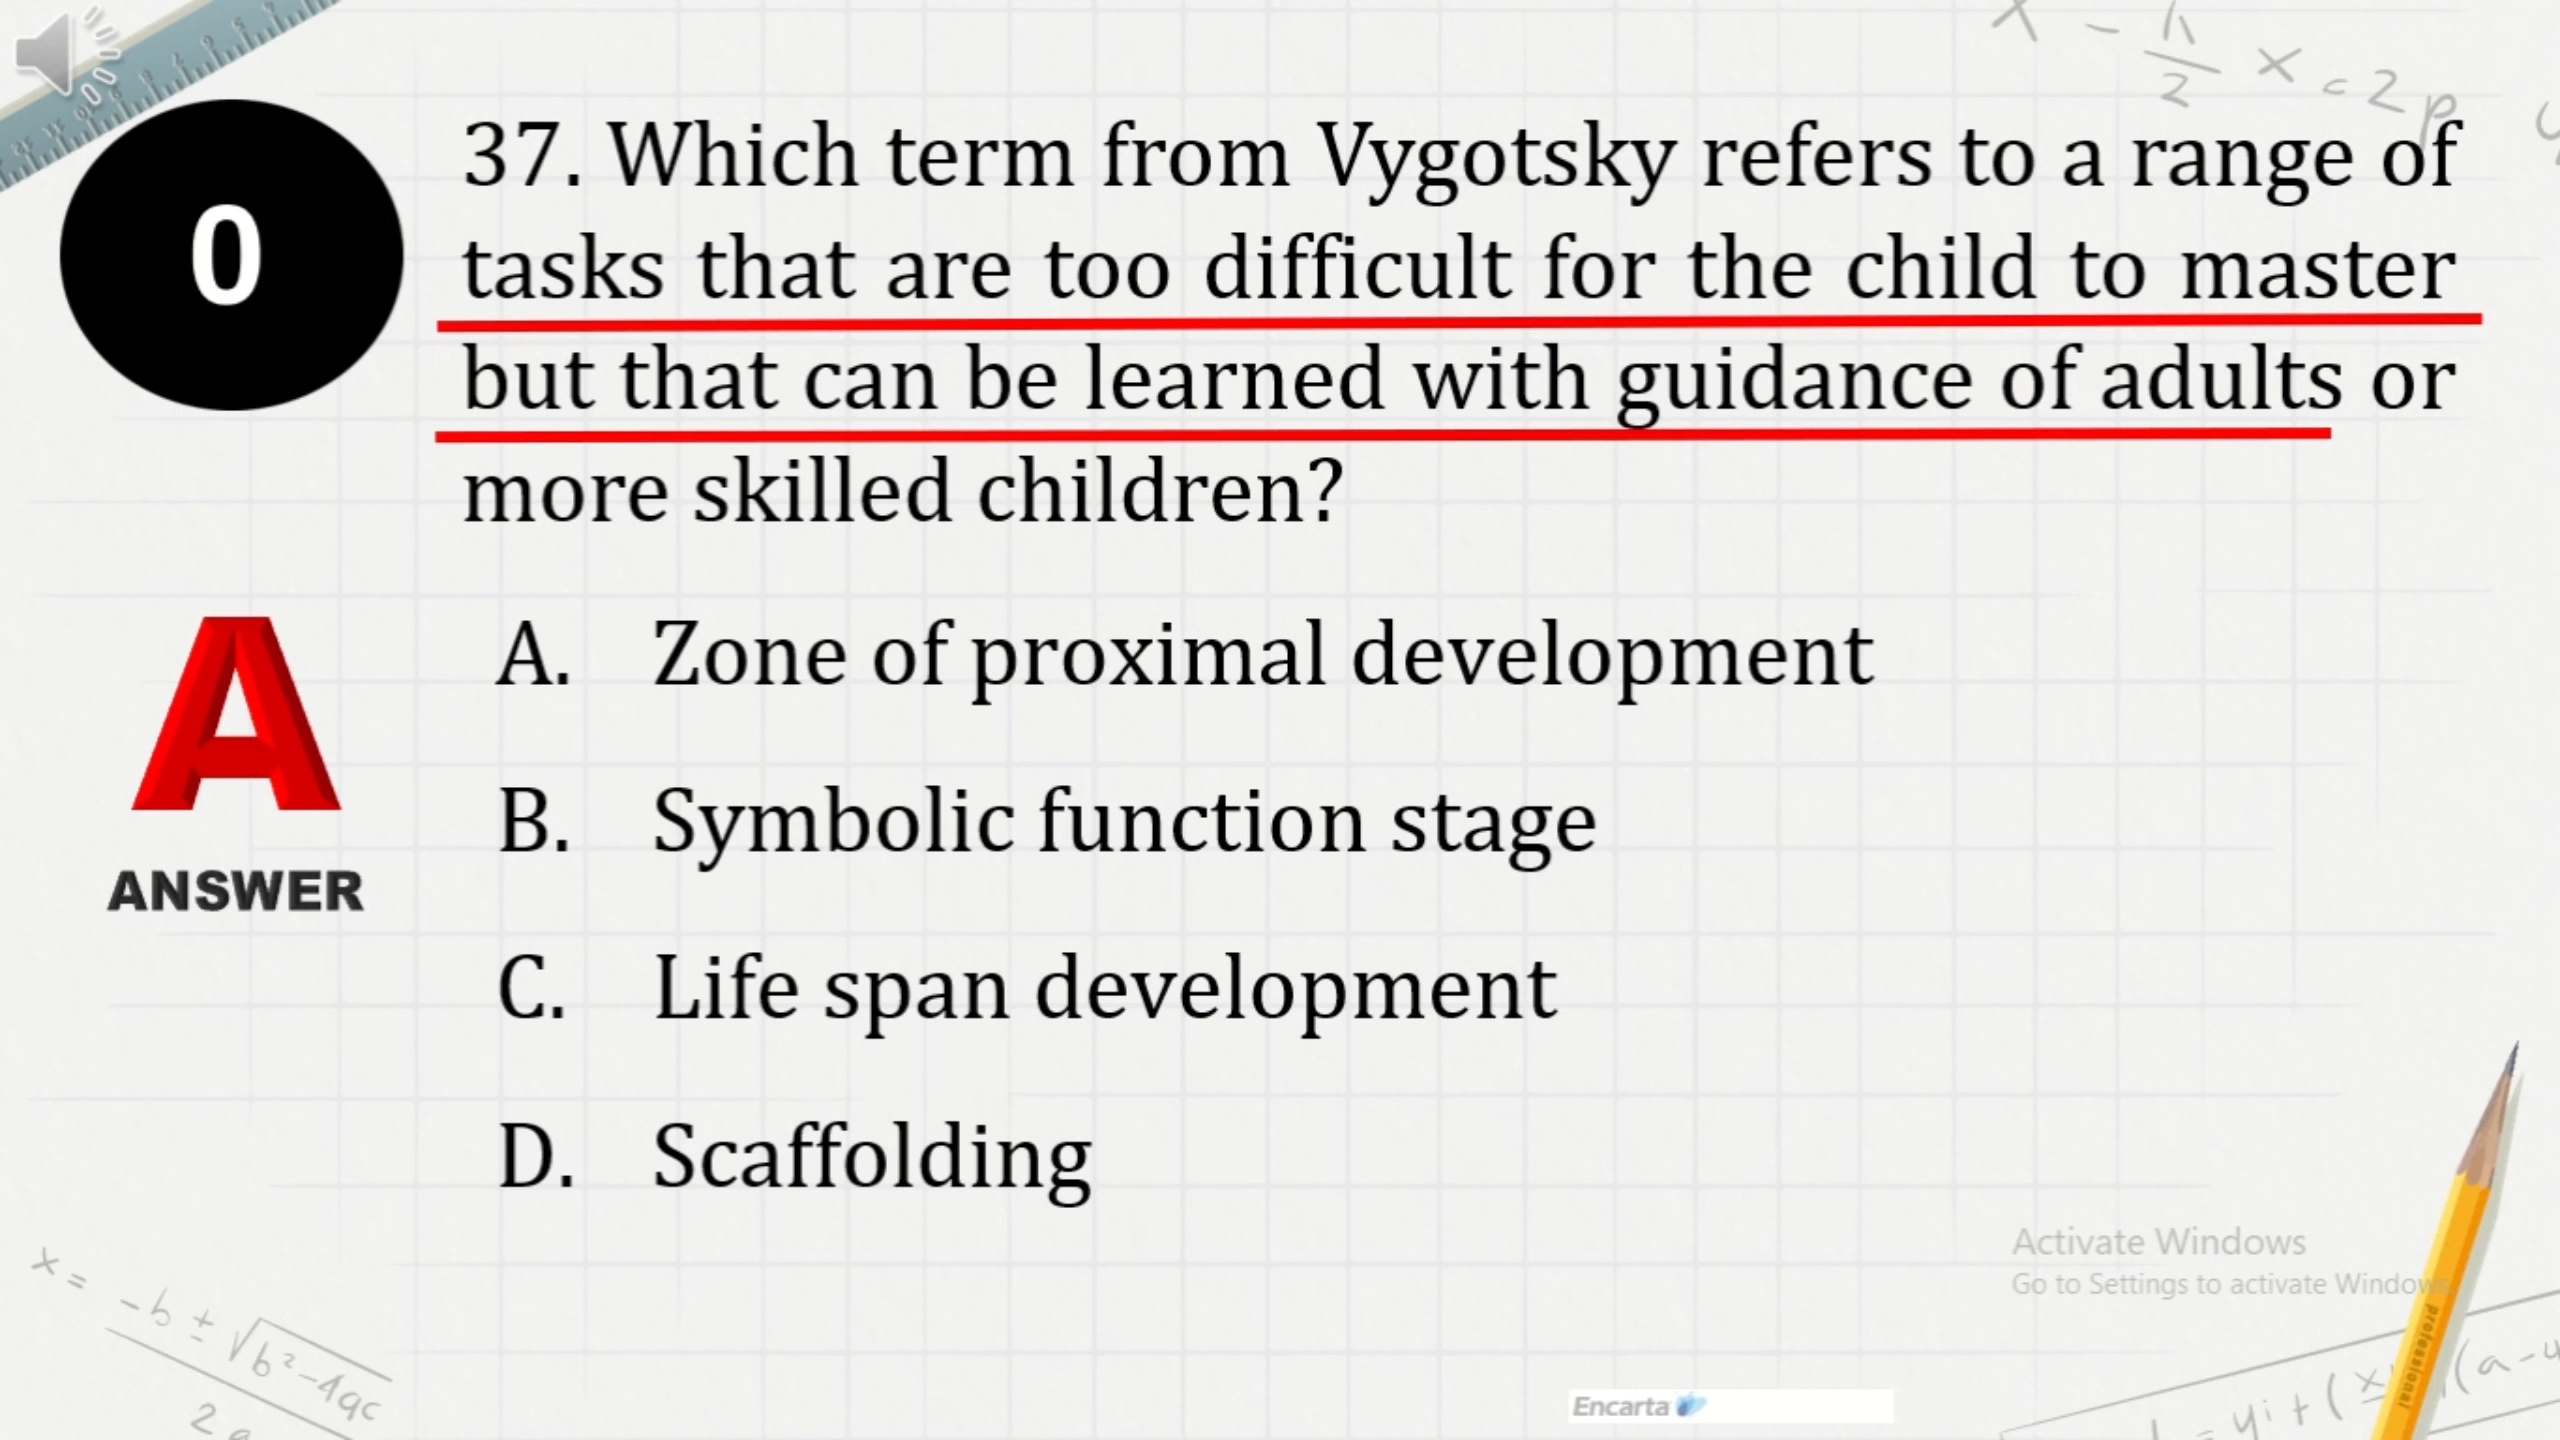 0
37. Which term from Vygotsky refers to a range of
tasks that are too difficult for the child to master
but that can be learned with guidance of adults or
more skilled children?
A
ANSWER
A. Zone of proximal development
B. Symbolic function stage
C. Life span development
D. Scaffolding
Activate Windows
Go to Settings to activate Windows.
professional
Encarta